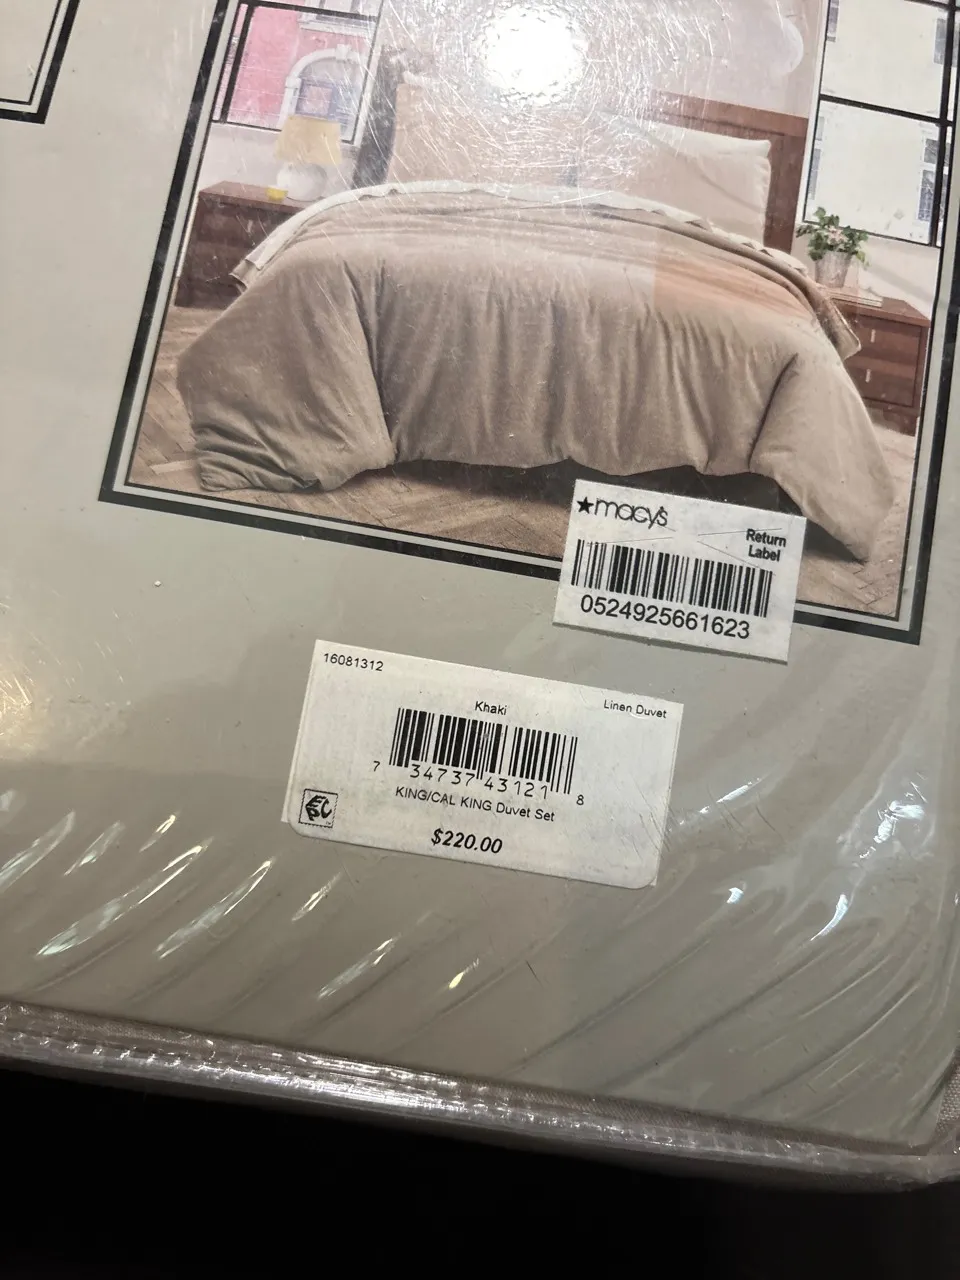 ★macy's
Return
Label
0524925661623
16081312
Khaki
Linen Duvet
7 34737 43121 8
KING/CAL KING Duvet Set
$220.00